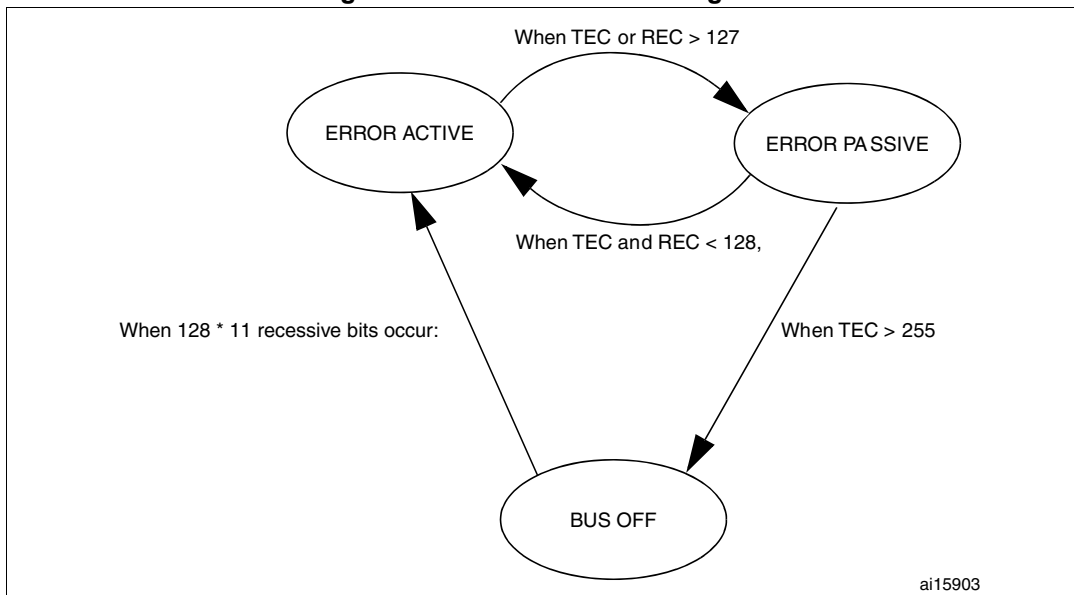 When TEC or REC > 127
ERROR ACTIVE
ERROR PASSIVE
When TEC and REC < 128,
When 128 * 11 recessive bits occur:
When TEC > 255
BUS OFF
ai15903